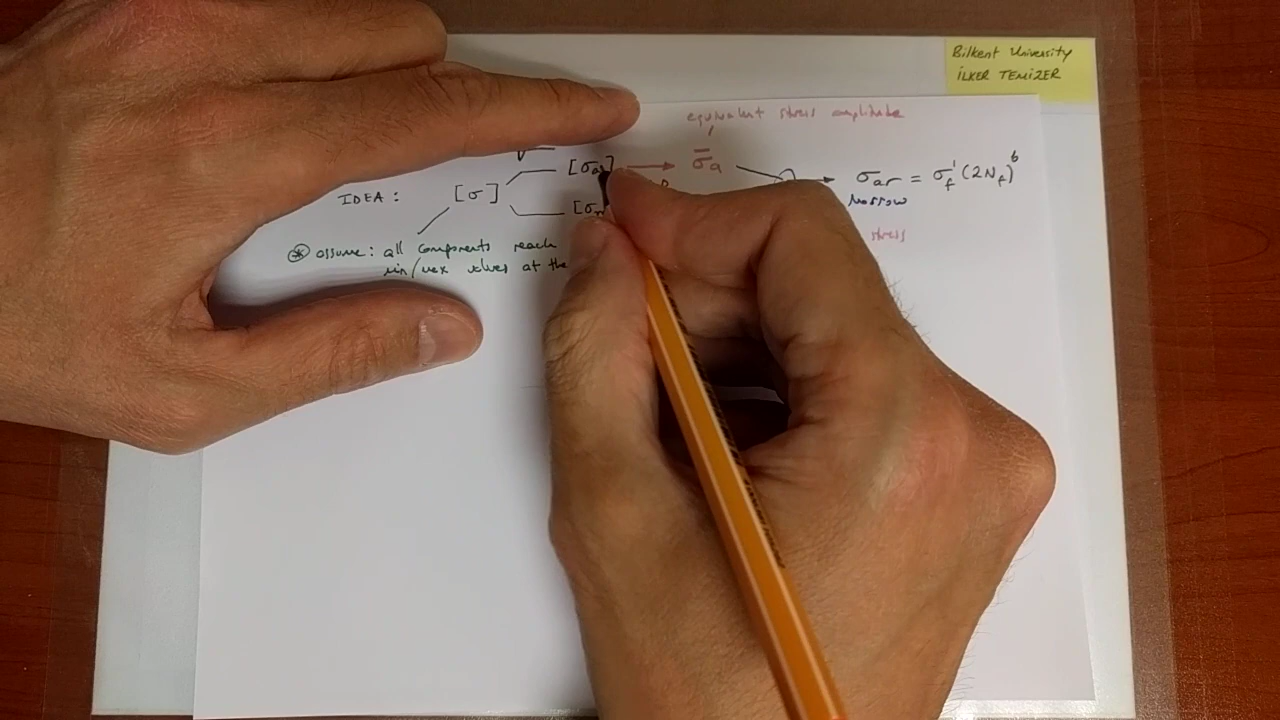 Bilkent University
İLKER TEMİZER
equivalent stress amplitude
IDEA : [σ] [σa] → σ̄a → σar = σf' (2Nf)^b
Morrow
[σ
stress
⊛ assume : all components reach
min/max values at the